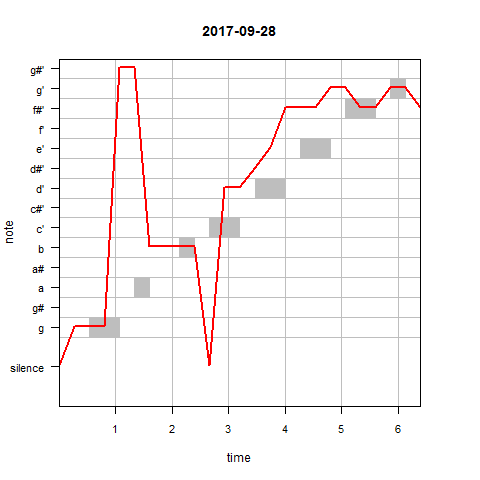 2017-09-28
g#'
g'
f#'
f'
e'
d#'
d'
c#'
c'
b
a#
a
g#
g
silence
note
1 2 3 4 5 6
time